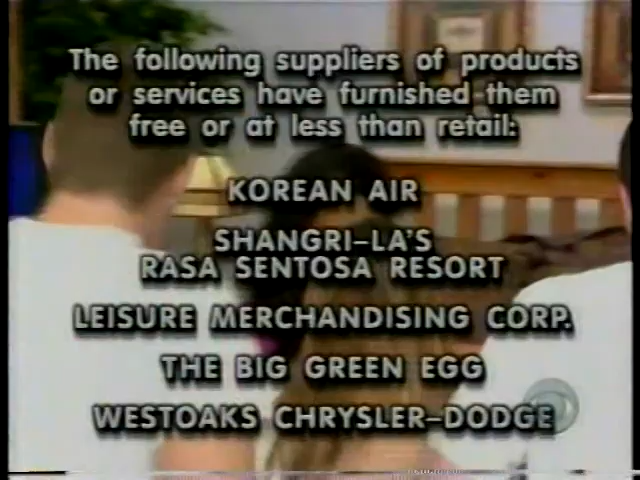 The following suppliers of products
or services have furnished them
free or at less than retail:
KOREAN AIR
SHANGRI-LA'S
RASA SENTOSA RESORT
LEISURE MERCHANDISING CORP.
THE BIG GREEN EGG
WESTOAKS CHRYSLER-DODGE